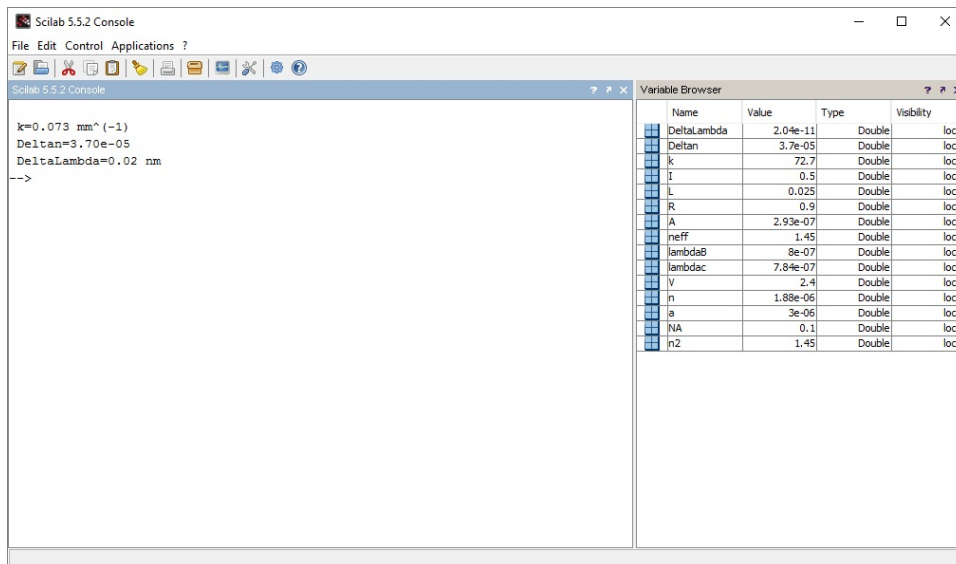 Scilab 5.5.2 Console
File Edit Control Applications ?
Scilab 5.5.2 Console
k=0.073 mm^(-1)
Deltan=3.70e-05
DeltaLambda=0.02 nm
-->
Variable Browser
Name Value Type Visibility
DeltaLambda 2.04e-11 Double loc
Deltan 3.7e-05 Double loc
k 72.7 Double loc
I 0.5 Double loc
L 0.025 Double loc
R 0.9 Double loc
A 2.93e-07 Double loc
neff 1.45 Double loc
lambdaB 8e-07 Double loc
lambdac 7.84e-07 Double loc
V 2.4 Double loc
n 1.88e-06 Double loc
a 3e-06 Double loc
NA 0.1 Double loc
n2 1.45 Double loc